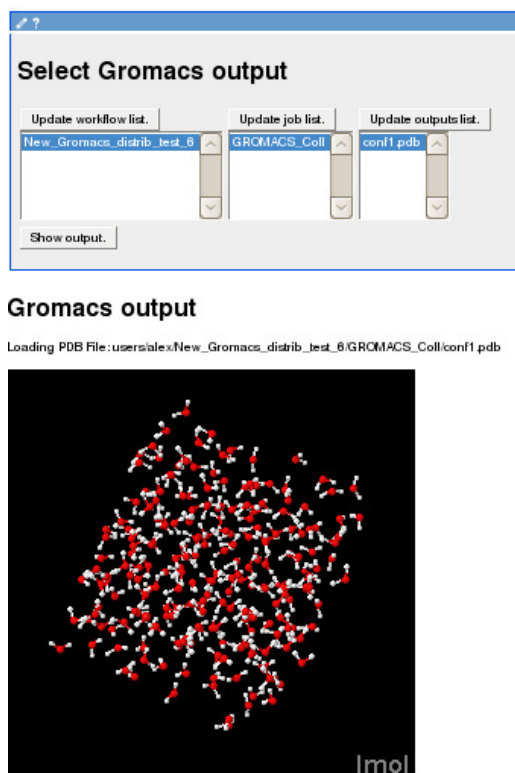 ?
Select Gromacs output
Update workflow list. Update job list. Update outputs list.
New_Gromacs_distrib_test_6 GROMACS_Coll conf1.pdb
Show output.
Gromacs output
Loading PDB File: users/alex/New_Gromacs_distrib_test_6/GROMACS_Coll/conf1.pdb
Jmol